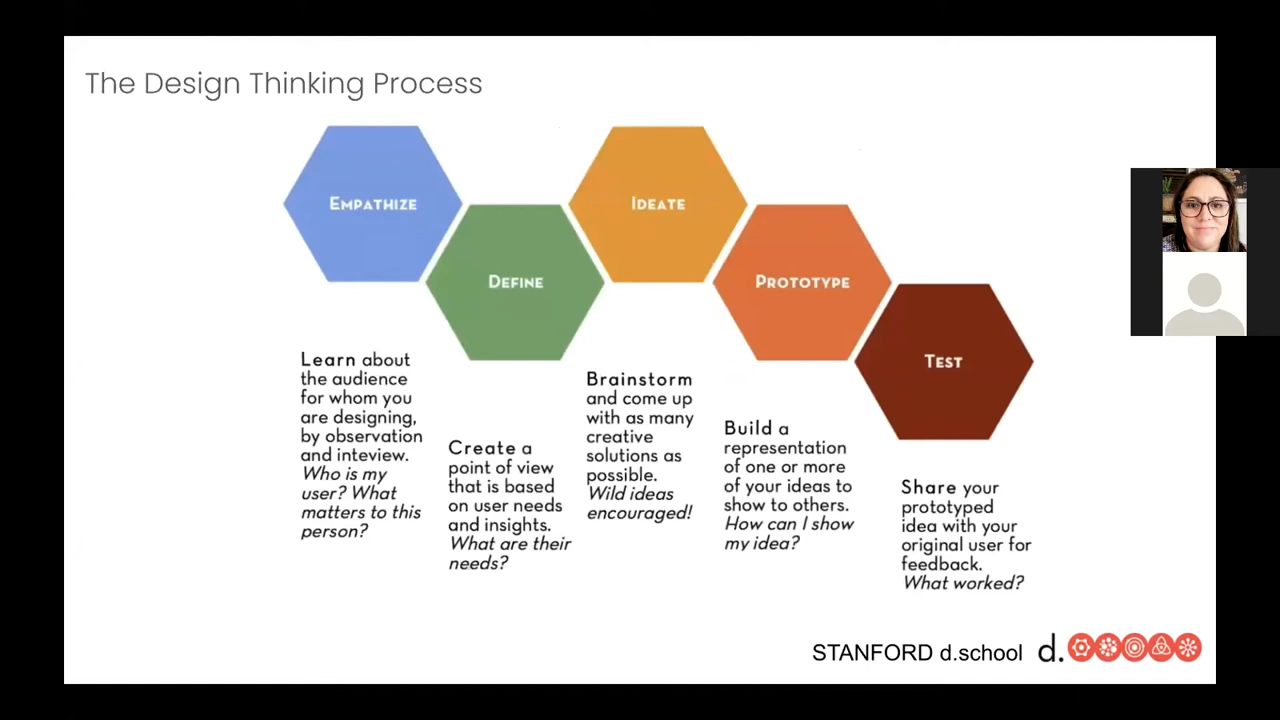 The Design Thinking Process
EMPATHIZE
DEFINE
IDEATE
PROTOTYPE
TEST
Learn about
the audience
for whom you
are designing,
by observation
and inteview.
Who is my
user? What
matters to this
person?
Create a
point of view
that is based
on user needs
and insights.
What are their
needs?
Brainstorm
and come up
with as many
creative
solutions as
possible.
Wild ideas
encouraged!
Build a
representation
of one or more
of your ideas to
show to others.
How can I show
my idea?
Share your
prototyped
idea with your
original user for
feedback.
What worked?
STANFORD d.school d.